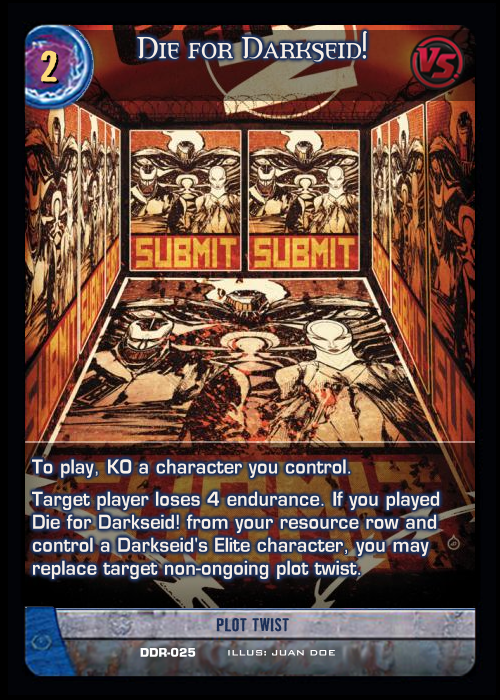 Die for Darkseid!
2
VS
SUBMIT SUBMIT
To play, KO a character you control.
Target player loses 4 endurance. If you played
Die for Darkseid! from your resource row and
control a Darkseid's Elite character, you may
replace target non-ongoing plot twist.
PLOT TWIST
DDR-025 ILLUS: JUAN DOE